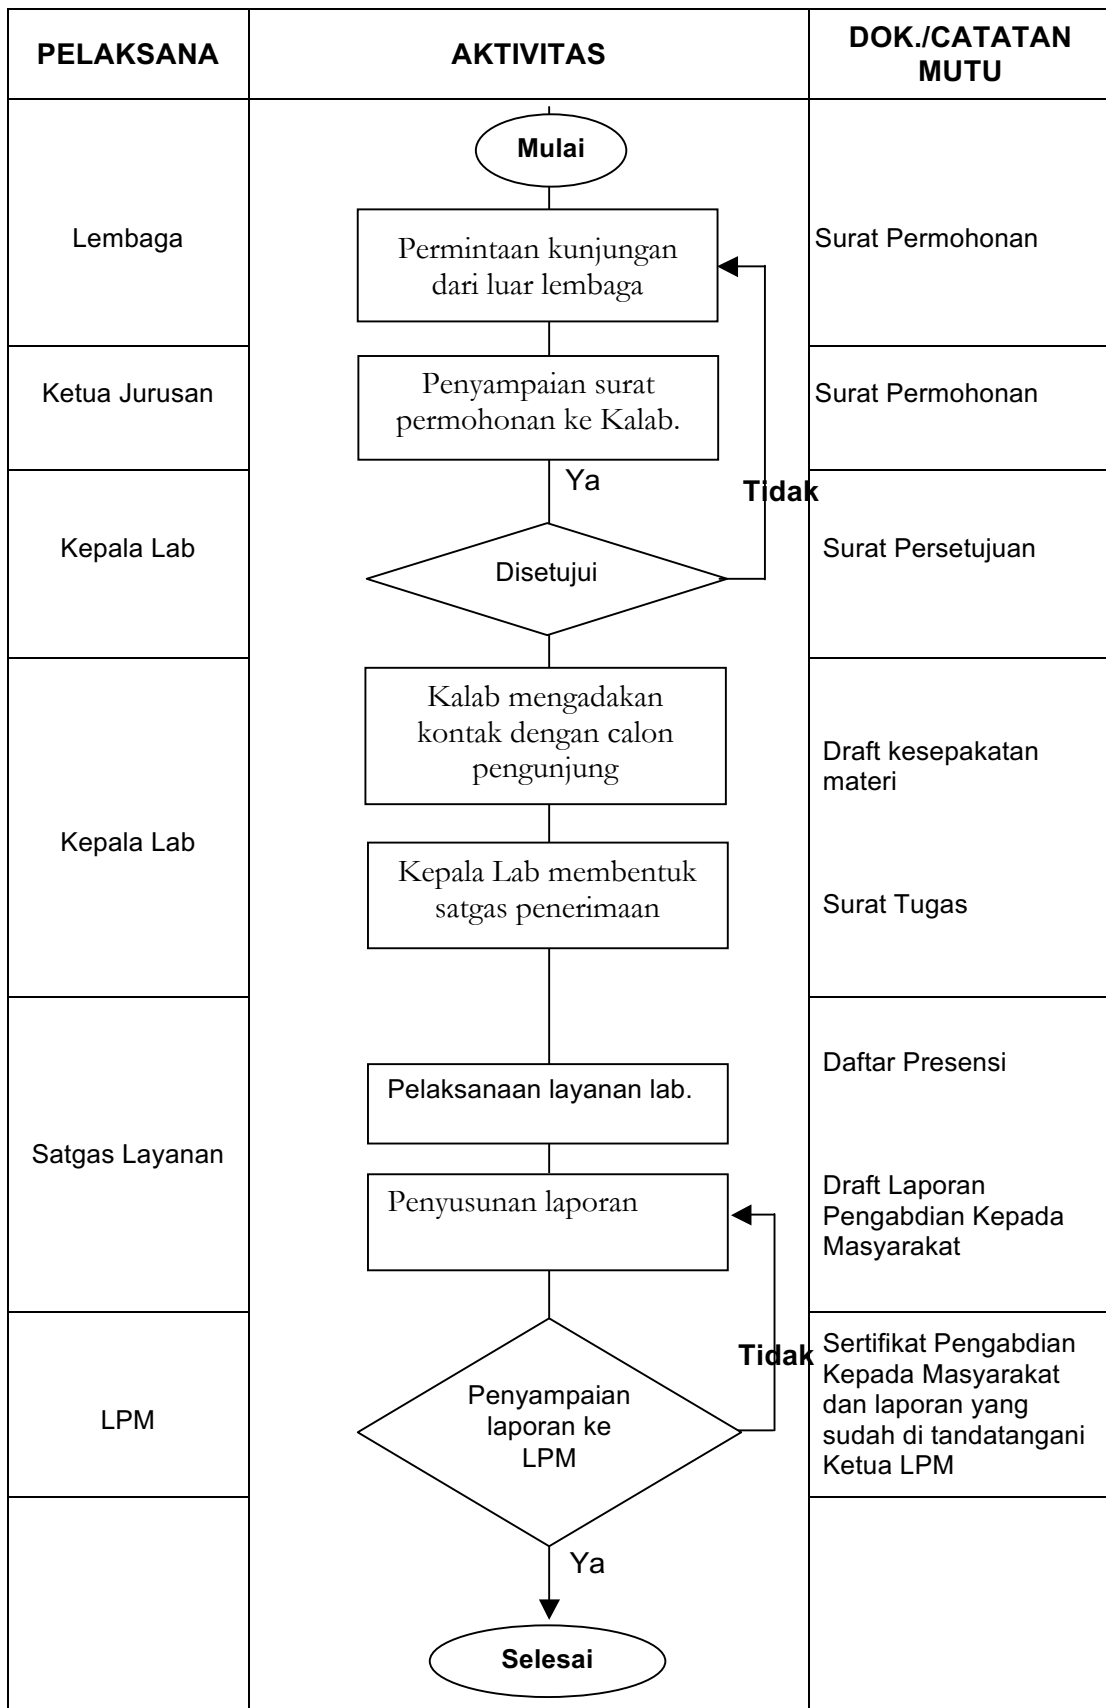 PELAKSANA
AKTIVITAS
DOK./CATATAN
MUTU
Mulai
Lembaga
Permintaan kunjungan
dari luar lembaga
Surat Permohonan
Ketua Jurusan
Penyampaian surat
permohonan ke Kalab.
Surat Permohonan
Ya
Tidak
Kepala Lab
Disetujui
Surat Persetujuan
Kepala Lab
Kalab mengadakan
kontak dengan calon
pengunjung
Draft kesepakatan
materi
Kepala Lab membentuk
satgas penerimaan
Surat Tugas
Satgas Layanan
Pelaksanaan layanan lab.
Daftar Presensi
Penyusunan laporan
Draft Laporan
Pengabdian Kepada
Masyarakat
Tidak
LPM
Penyampaian
laporan ke
LPM
Sertifikat Pengabdian
Kepada Masyarakat
dan laporan yang
sudah di tandatangani
Ketua LPM
Ya
Selesai